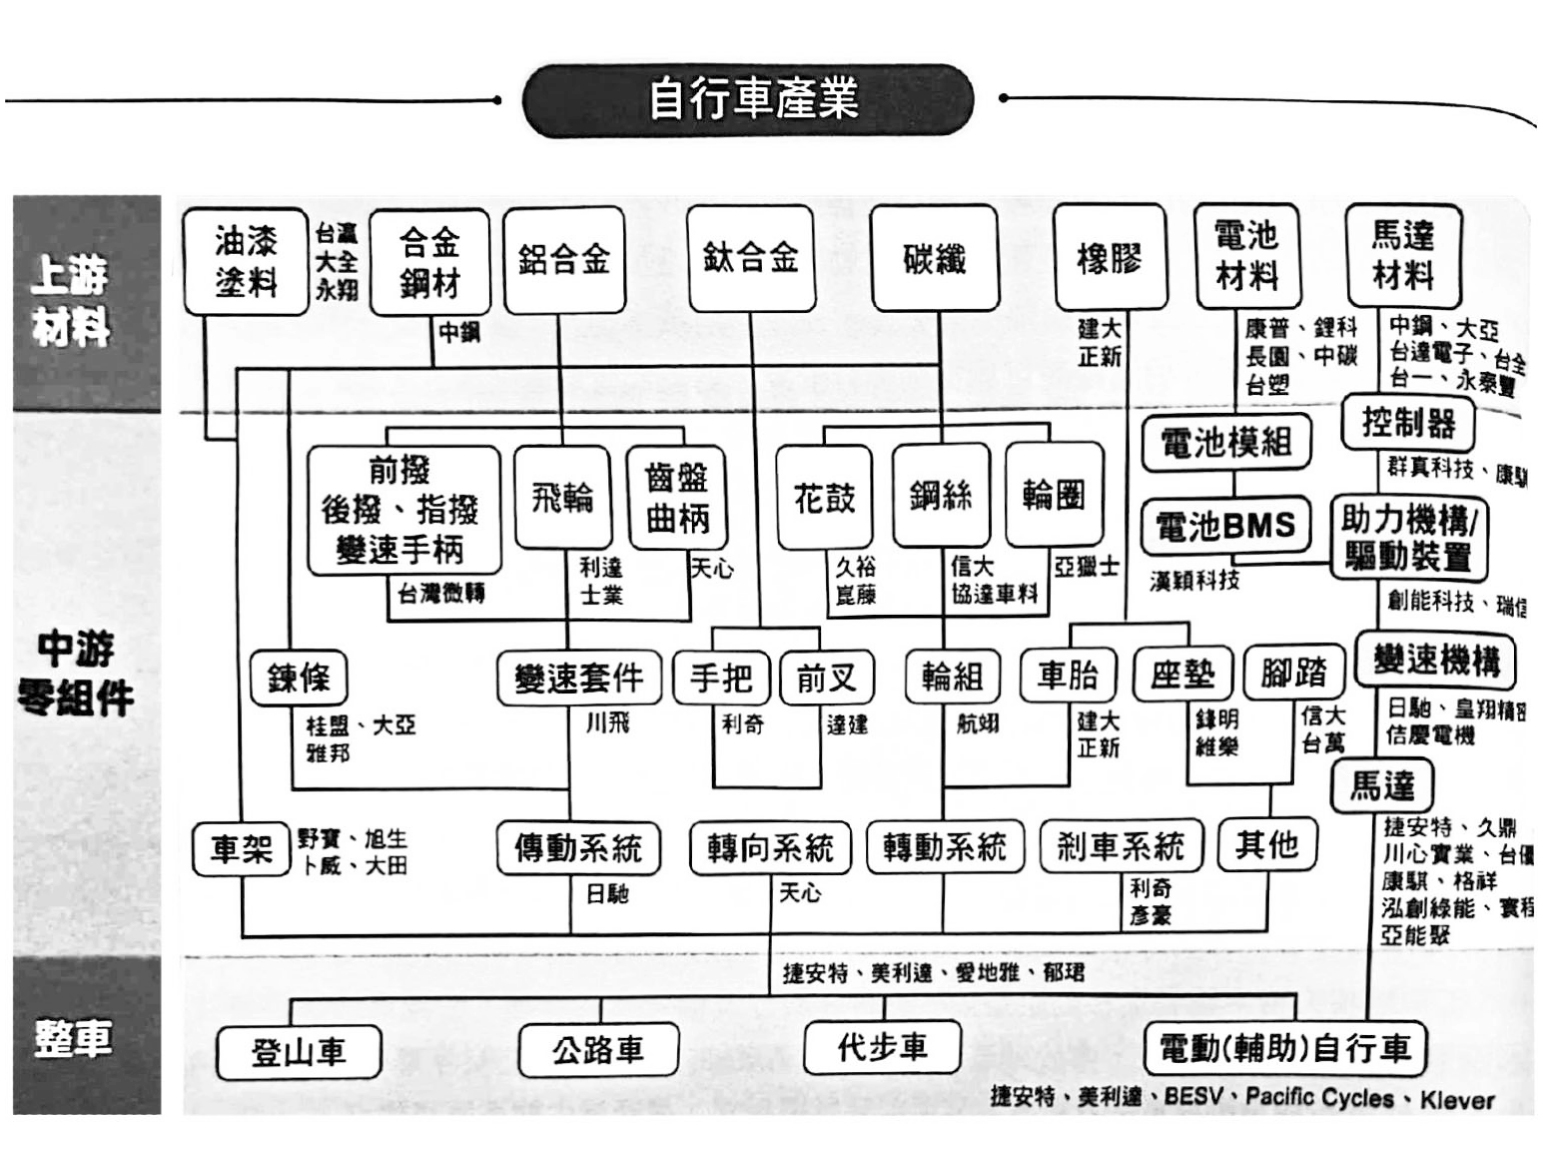 自行車產業
上游
材料
油漆
塗料
台瀛
大全
永翔
合金
鋼材
中鋼
鋁合金
鈦合金
碳纖
橡膠
建大
正新
電池
材料
康普、鋰科
長園、中碳
台塑
馬達
材料
中鋼、大亞
台達電子、台全
台一、永泰豐
中游
零組件
前撥
後撥、指撥
變速手柄
台灣微轉
飛輪
利達
士業
齒盤
曲柄
天心
花鼓
久裕
崑藤
鋼絲
信大
協達車料
輪圈
亞獵士
電池模組
電池BMS
漢穎科技
控制器
群真科技、康騏
助力機構/
驅動裝置
創能科技、瑞信
鍊條
桂盟、大亞
雅邦
變速套件
川飛
手把
利奇
前叉
達建
輪組
航翊
車胎
建大
正新
座墊
鋒明
維樂
腳踏
信大
台萬
變速機構
日馳、皇翔精密
佶慶電機
馬達
捷安特、久鼎
川心實業、台優
康騏、格祥
泓創綠能、寰程
亞能聚
車架
野寶、旭生
卜威、大田
傳動系統
日馳
轉向系統
天心
轉動系統
剎車系統
利奇
彥豪
其他
整車
捷安特、美利達、愛地雅、郁珺
登山車
公路車
代步車
電動(輔助)自行車
捷安特、美利達、BESV、Pacific Cycles、Klever